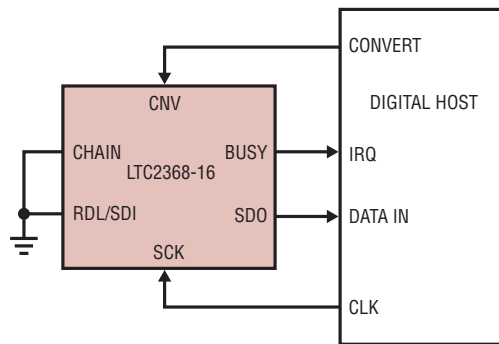 CONVERT
CNV
DIGITAL HOST
CHAIN
BUSY
IRQ
LTC2368-16
RDL/SDI
SDO
DATA IN
SCK
CLK